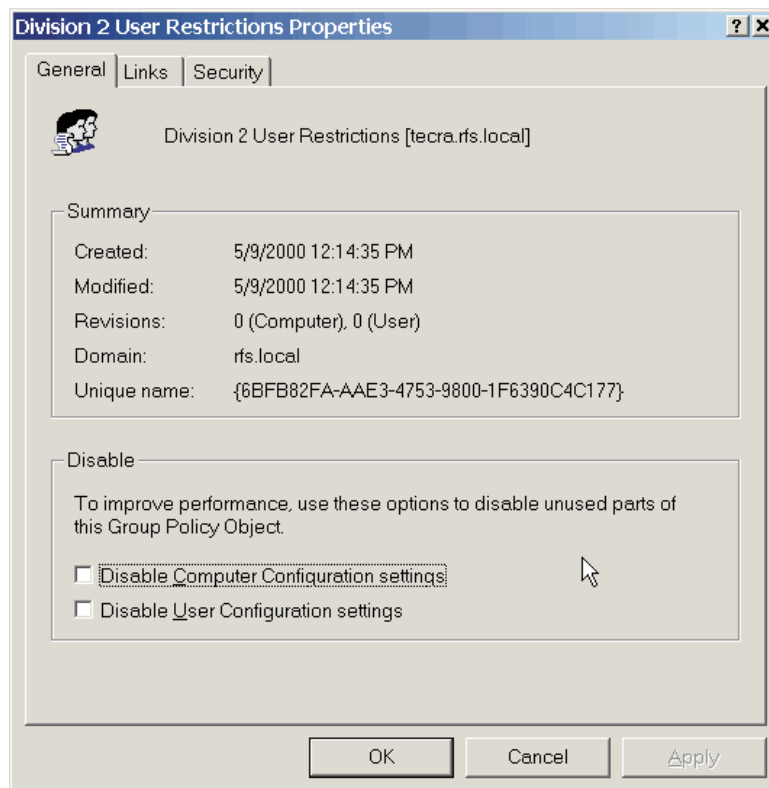 Division 2 User Restrictions Properties
? X
General Links Security
Division 2 User Restrictions [tecra.rfs.local]
Summary
Created: 5/9/2000 12:14:35 PM
Modified: 5/9/2000 12:14:35 PM
Revisions: 0 (Computer), 0 (User)
Domain: rfs.local
Unique name: {6BFB82FA-AAE3-4753-9800-1F6390C4C177}
Disable
To improve performance, use these options to disable unused parts of
this Group Policy Object.
Disable Computer Configuration settings
Disable User Configuration settings
OK Cancel Apply